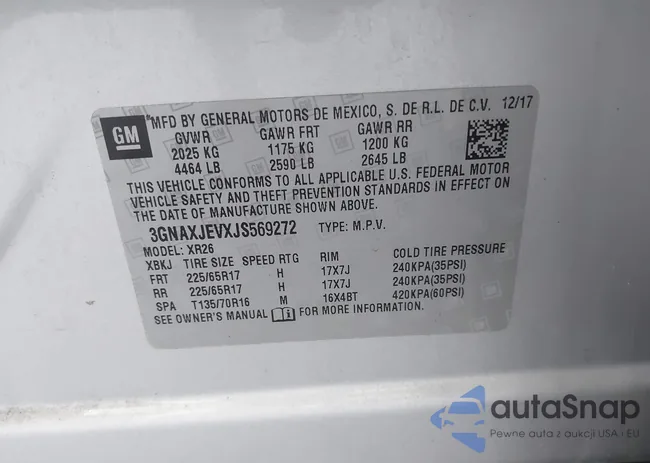 GM
*MFD BY GENERAL MOTORS DE MEXICO, S. DE R.L. DE C.V. 12/17
GVWR GAWR FRT GAWR RR
2025 KG 1175 KG 1200 KG
4464 LB 2590 LB 2645 LB
THIS VEHICLE CONFORMS TO ALL APPLICABLE U.S. FEDERAL MOTOR
VEHICLE SAFETY AND THEFT PREVENTION STANDARDS IN EFFECT ON
THE DATE OF MANUFACTURE SHOWN ABOVE.
3GNAXJEVXJS569272 TYPE: M.P.V.
MODEL: XR26
XBKJ TIRE SIZE SPEED RTG RIM COLD TIRE PRESSURE
FRT 225/65R17 H 17X7J 240KPA(35PSI)
RR 225/65R17 H 17X7J 240KPA(35PSI)
SPA T135/70R16 M 16X4BT 420KPA(60PSI)
SEE OWNER'S MANUAL FOR MORE INFORMATION.
autaSnap
Pewne auta z aukcji USA i EU